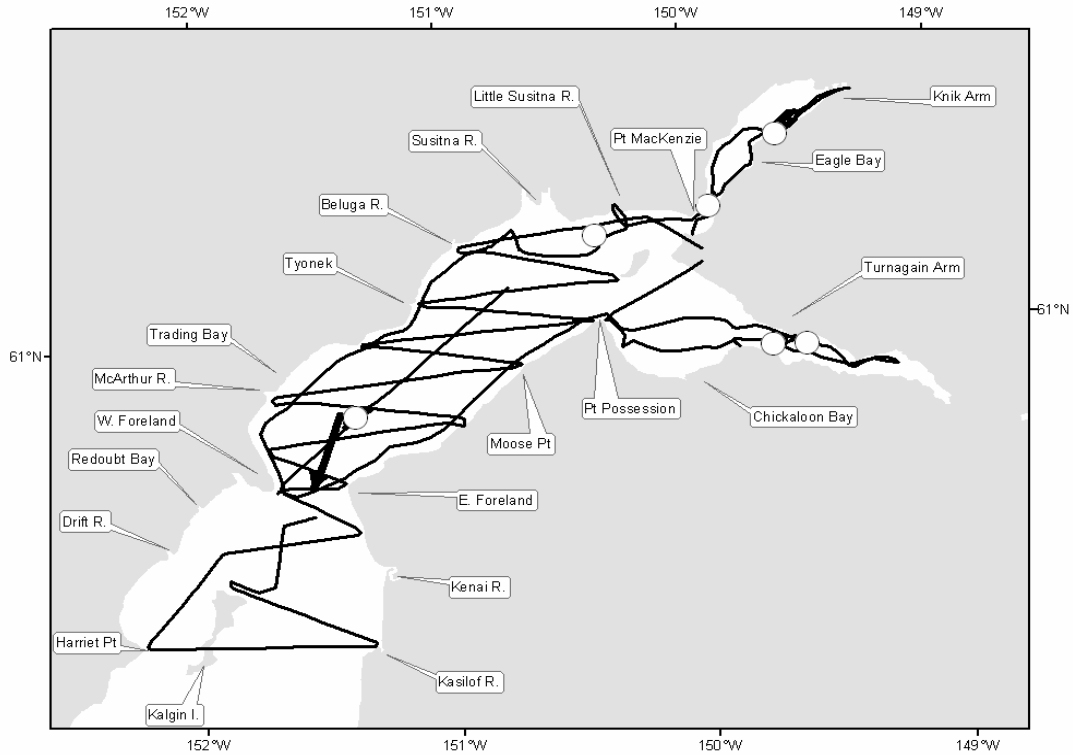 152°W 151°W 150°W 149°W
Little Susitna R.
Knik Arm
Susitna R.
Pt MacKenzie
Eagle Bay
Beluga R.
Tyonek
Turnagain Arm
61°N
Trading Bay
61°N
McArthur R.
Pt Possession
W. Foreland
Chickaloon Bay
Moose Pt
Redoubt Bay
E. Foreland
Drift R.
Kenai R.
Harriet Pt
Kasilof R.
Kalgin I.
152°W 151°W 150°W 149°W